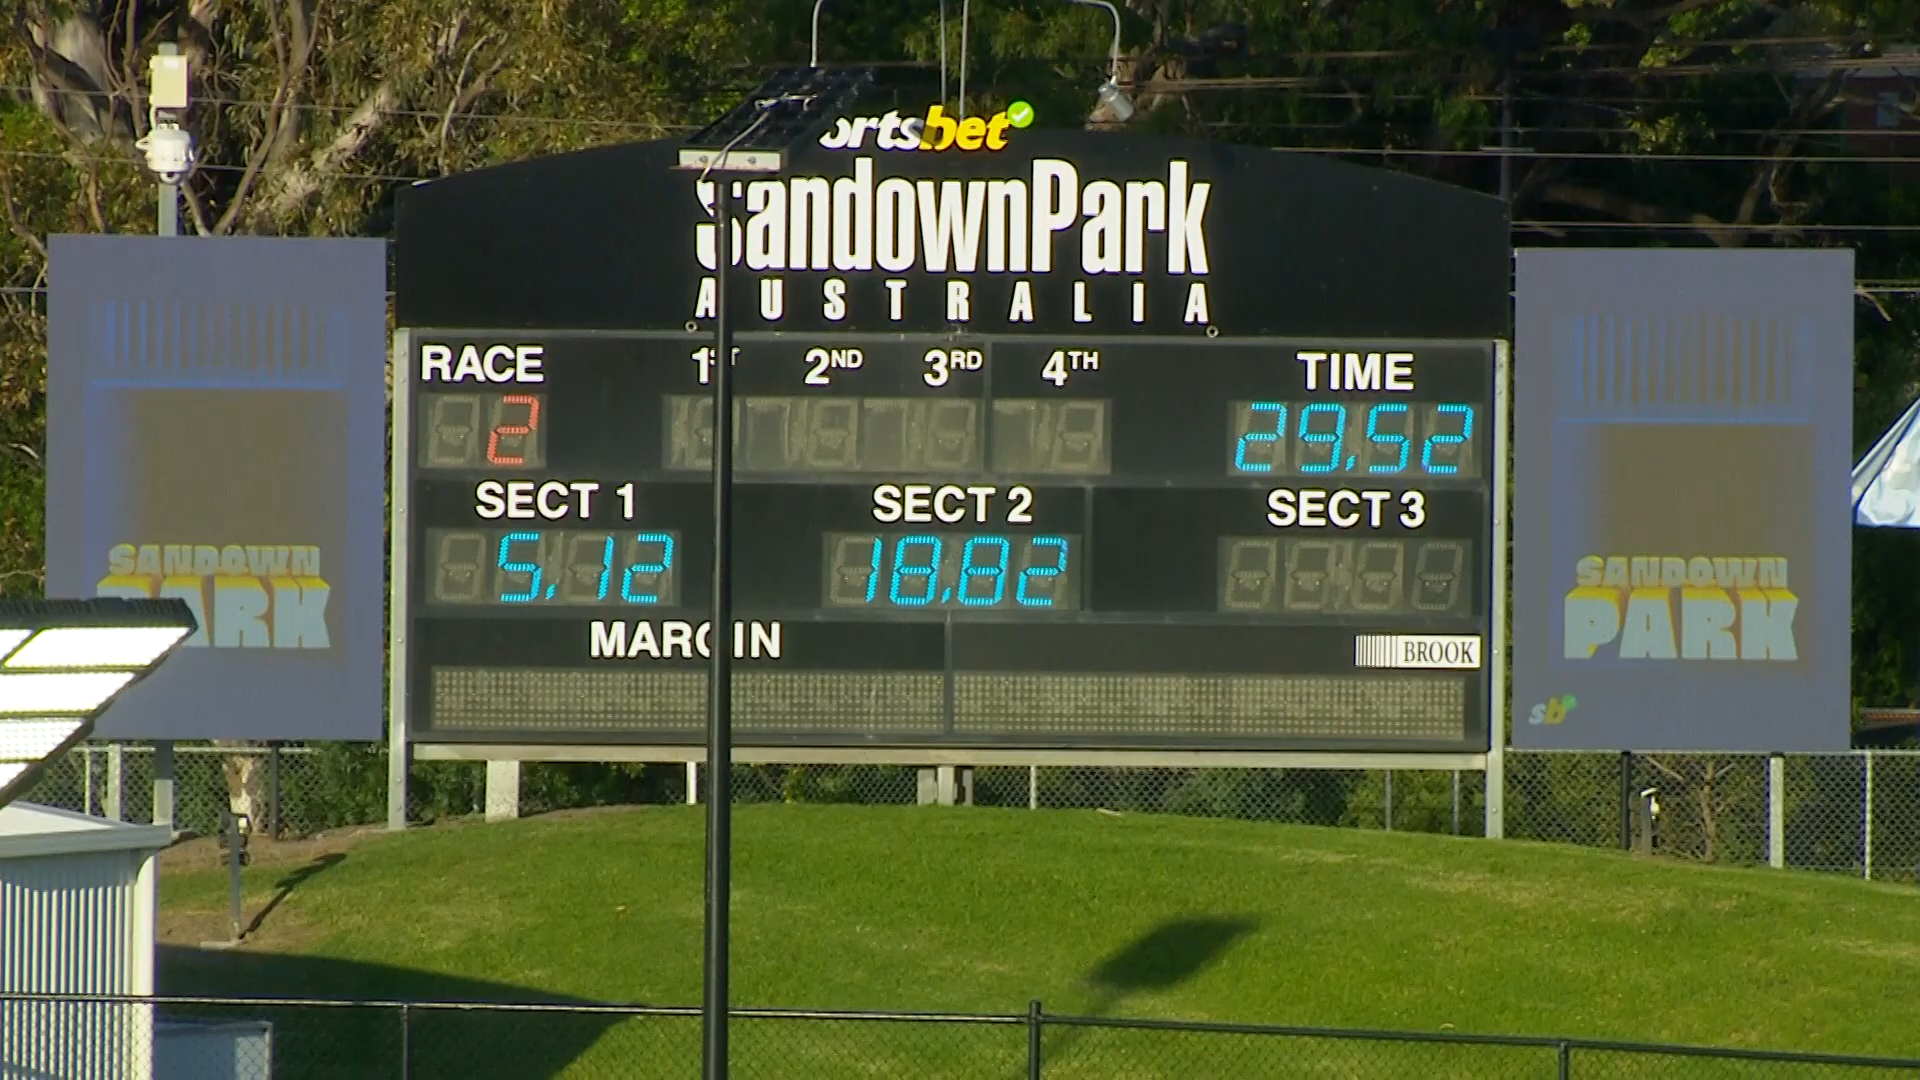 ortsbet
SandownPark
AUSTRALIA
RACE 1ST 2ND 3RD 4TH TIME
2 29.52
SECT 1 SECT 2 SECT 3
5.12 18.82
MARGIN
BROOK
SANDOWN
PARK
SANDOWN
PARK
sb